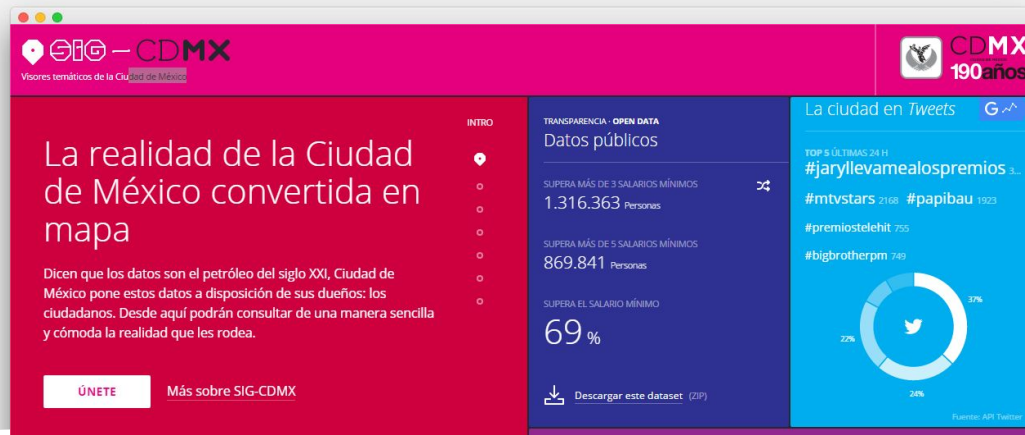 SIG – CDMX
Visores temáticos de la Ciudad de México
CDMX
190años
INTRO
La realidad de la Ciudad
de México convertida en
mapa
Dicen que los datos son el petróleo del siglo XXI, Ciudad de
México pone estos datos a disposición de sus dueños: los
ciudadanos. Desde aquí podrán consultar de una manera sencilla
y cómoda la realidad que les rodea.
ÚNETE
Más sobre SIG-CDMX
TRANSPARENCIA · OPEN DATA
Datos públicos
SUPERA MÁS DE 3 SALARIOS MÍNIMOS
1.316.363 Personas
SUPERA MÁS DE 5 SALARIOS MÍNIMOS
869.841 Personas
SUPERA EL SALARIO MÍNIMO
69 %
Descargar este dataset (ZIP)
La ciudad en Tweets
G
TOP 5 ÚLTIMAS 24 H
#jaryllevamealospremios 3...
#mtvstars 2168 #papibau 1923
#premiostelehit 755
#bigbrotherpm 749
37%
22%
24%
Fuente: API Twitter